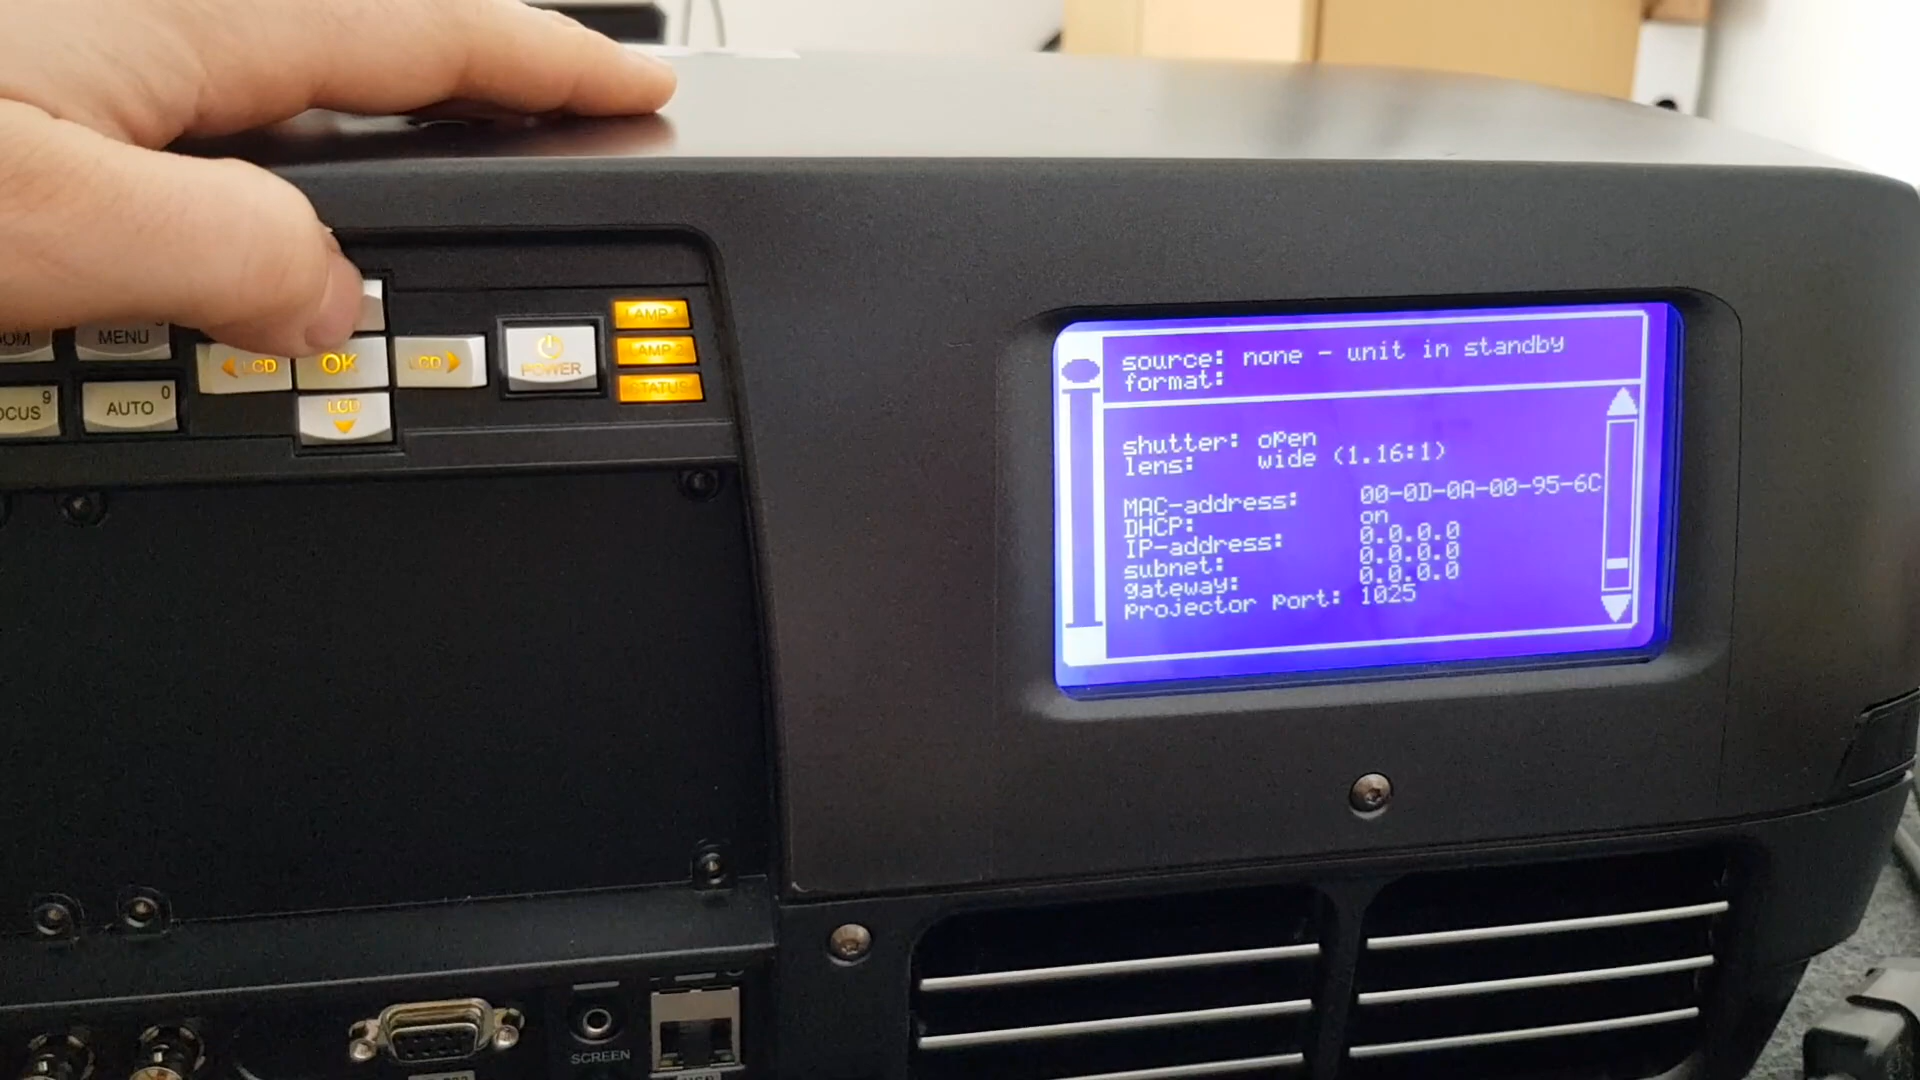 source: none - unit in standby
format:
shutter: open
lens: wide (1.16:1)
MAC-address: 00-0D-0A-00-95-6C
DHCP: on
IP-address: 0.0.0.0
subnet: 0.0.0.0
gateway: 0.0.0.0
projector port: 1025
MENU
LCD
OK
LCD
POWER
LAMP 1
LAMP 2
STATUS
9
AUTO 0
LCD
SCREEN